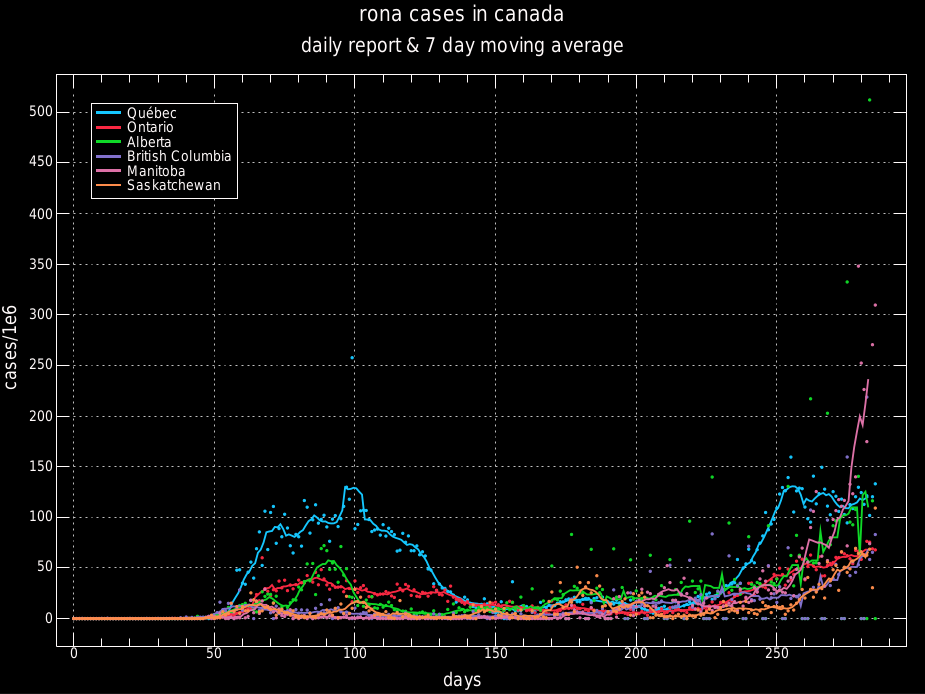 rona cases in canada
daily report & 7 day moving average
Québec
Ontario
Alberta
British Columbia
Manitoba
Saskatchewan
500
450
400
350
300
250
200
150
100
50
0
cases/1e6
0 50 100 150 200 250
days